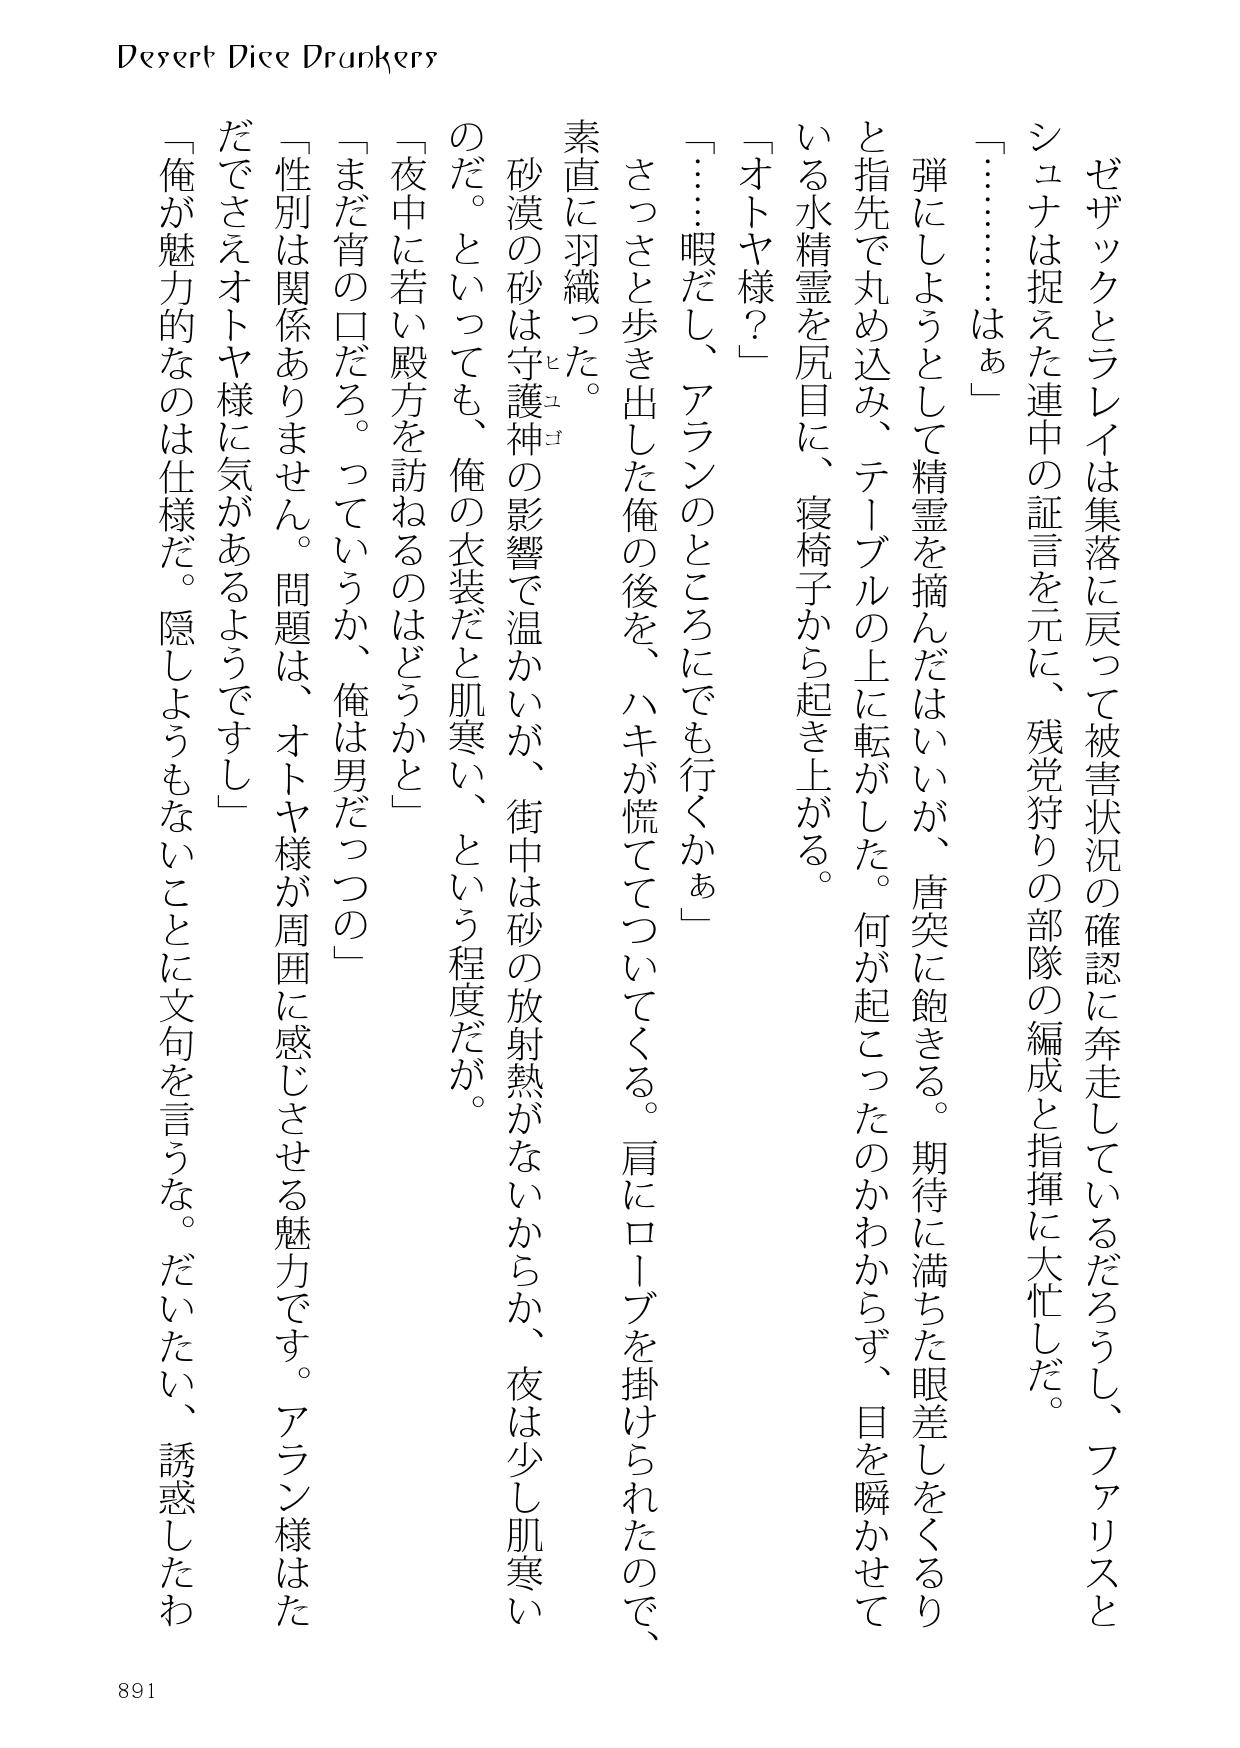 Desert Dice Drunkers
ゼザックとラレイは集落に戻って被害状況の確認に奔走しているだろうし、ファリスと
シュナは捉えた連中の証言を元に、残党狩りの部隊の編成と指揮に大忙しだ。
「…………はぁ」
弾にしようとして精霊を摘んだはいいが、唐突に飽きる。期待に満ちた眼差しをくるり
と指先で丸め込み、テーブルの上に転がした。何が起こったのかわからず、目を瞬かせて
いる水精霊を尻目に、寝椅子から起き上がる。
「オトヤ様？」
「……暇だし、アランのところにでも行くかぁ」
さっさと歩き出した俺の後を、ハキが慌ててついてくる。肩にローブを掛けられたので、
素直に羽織った。
砂漠の砂は守護神の影響で温かいが、街中は砂の放射熱がないからか、夜は少し肌寒い
ヒュゴ
のだ。といっても、俺の衣装だと肌寒い、という程度だが。
「夜中に若い殿方を訪ねるのはどうかと」
「まだ宵の口だろ。っていうか、俺は男だっつの」
「性別は関係ありません。問題は、オトヤ様が周囲に感じさせる魅力です。アラン様はた
だでさえオトヤ様に気があるようですし」
「俺が魅力的なのは仕様だ。隠しようもないことに文句を言うな。だいたい、誘惑したわ
891